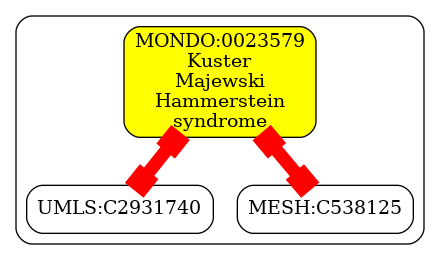 MONDO:0023579
Kuster
Majewski
Hammerstein
syndrome
UMLS:C2931740
MESH:C538125